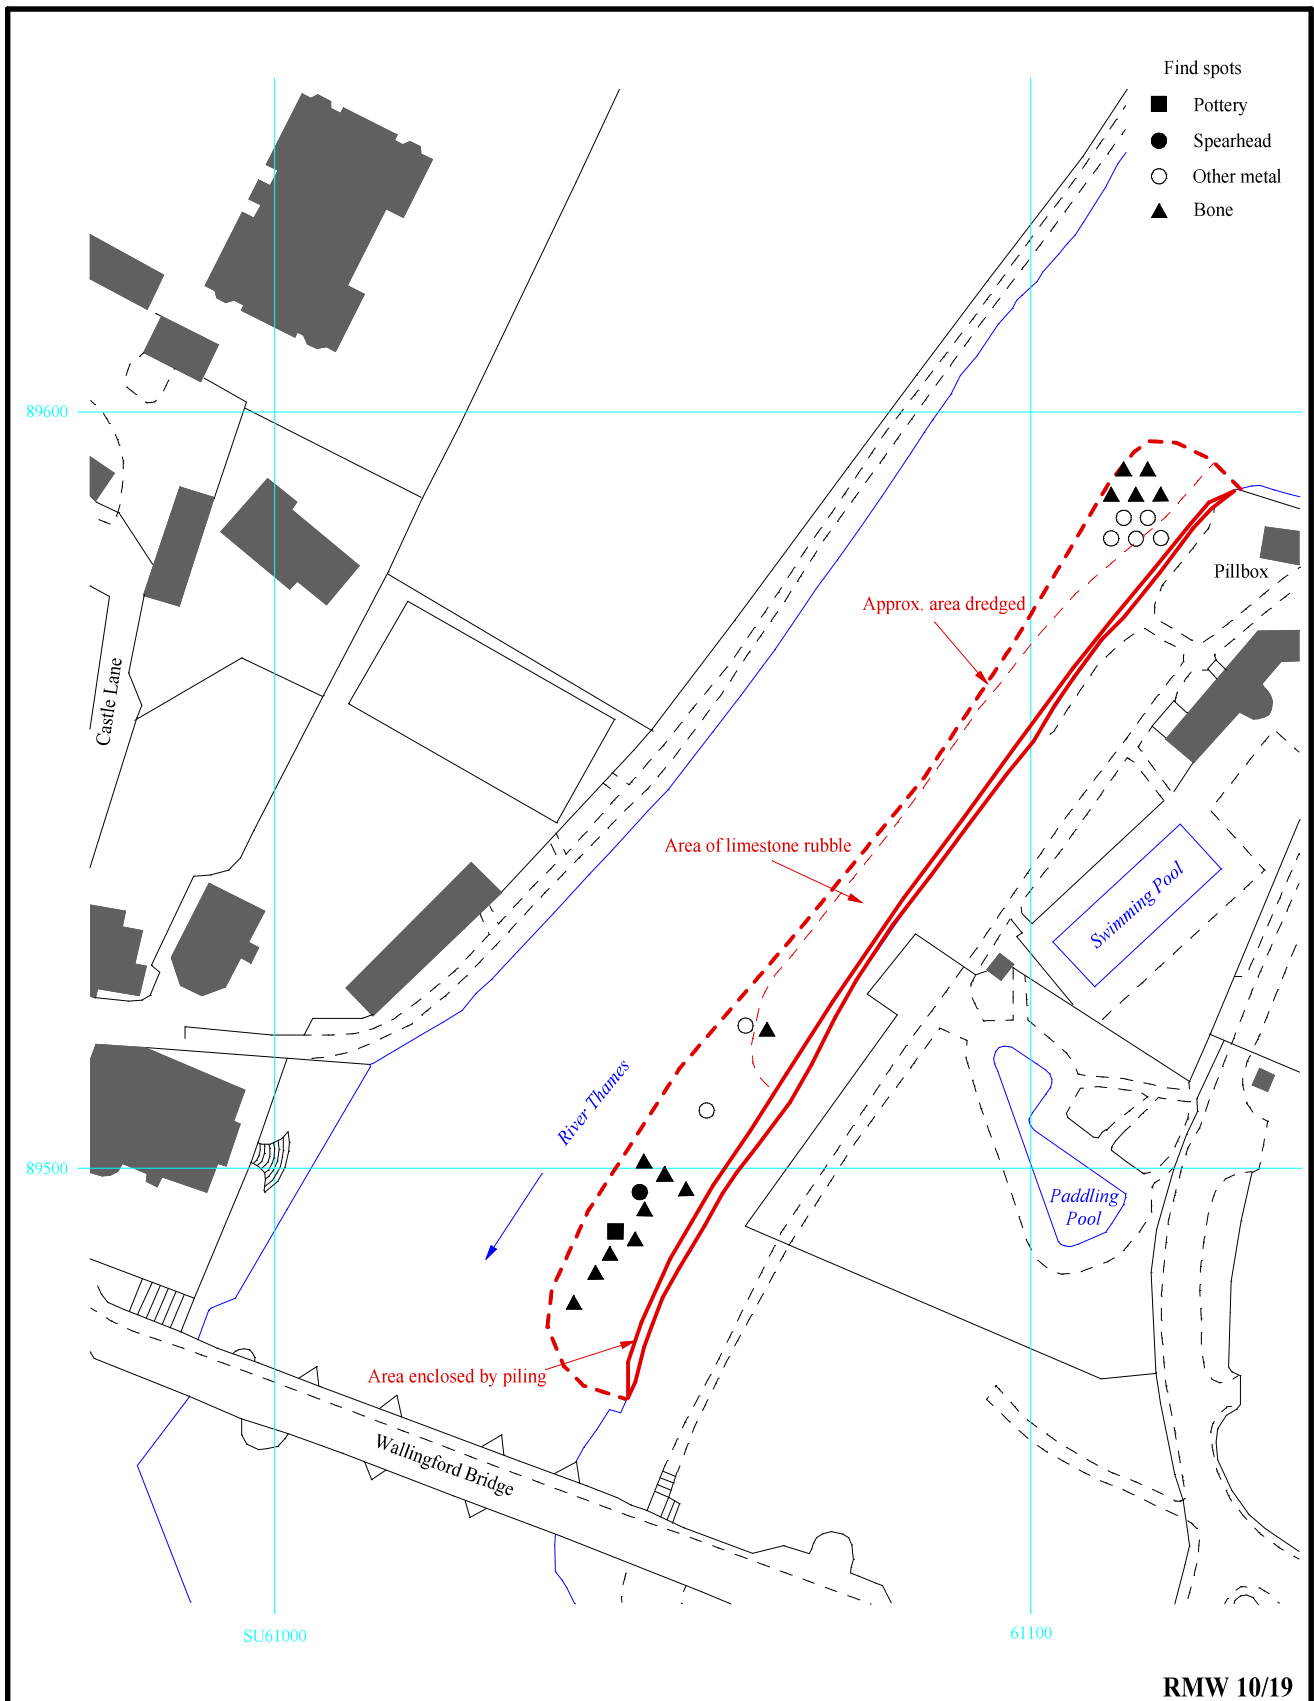 Find spots
Pottery
Spearhead
Other metal
Bone
89600
Pillbox
Approx. area dredged
Castle Lane
Area of limestone rubble
Swimming Pool
River Thames
89500
Paddling
Pool
Area enclosed by piling
Wallingford Bridge
SU61000
61100
RMW 10/19